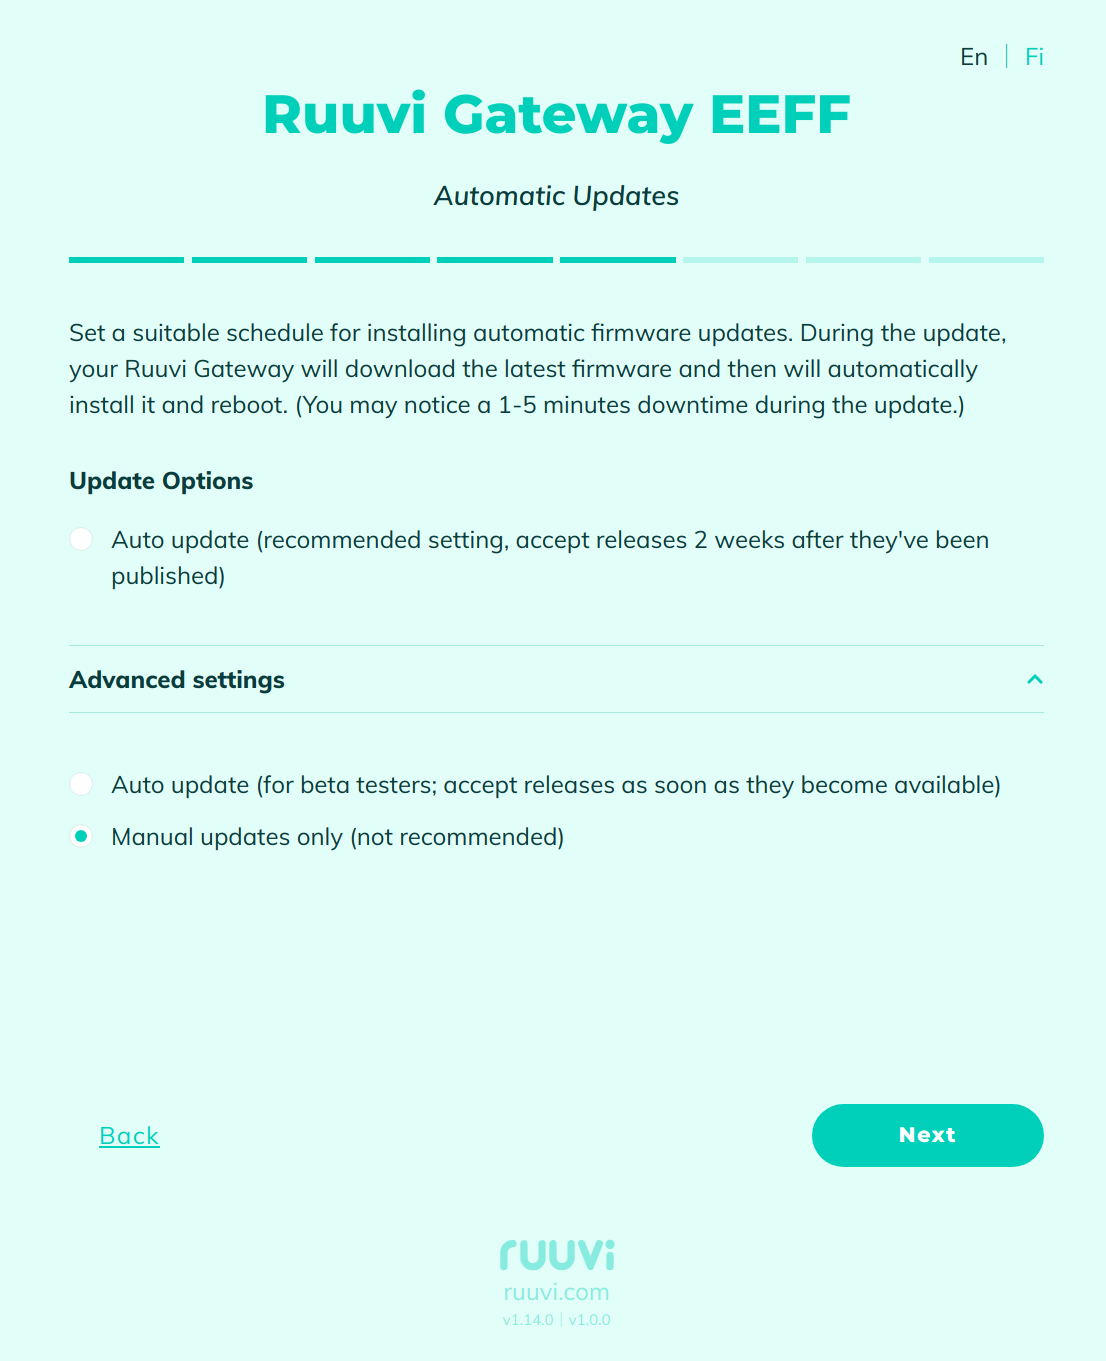 En | Fi
Ruuvi Gateway EEFF
Automatic Updates
Set a suitable schedule for installing automatic firmware updates. During the update,
your Ruuvi Gateway will download the latest firmware and then will automatically
install it and reboot. (You may notice a 1-5 minutes downtime during the update.)
Update Options
Auto update (recommended setting, accept releases 2 weeks after they've been
published)
Advanced settings
Auto update (for beta testers; accept releases as soon as they become available)
Manual updates only (not recommended)
Back
Next
ruuvi
ruuvi.com
v1.14.0 | v1.0.0